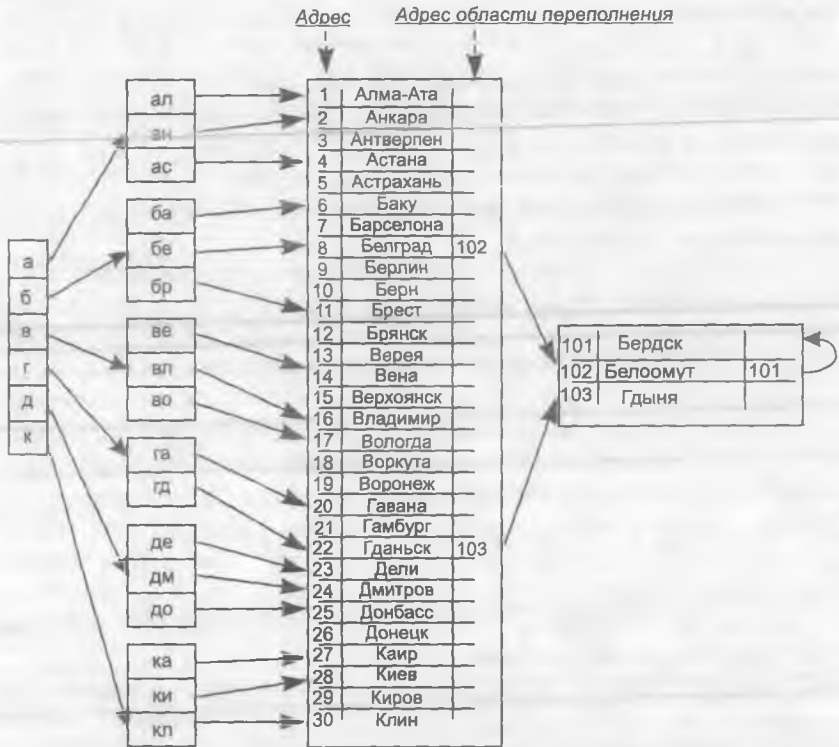 Адрес
Адрес области переполнения
а
б
в
г
д
к
ал
ан
ас
ба
бе
бр
ве
вл
во
га
гд
де
дм
до
ка
ки
кл
1 Алма-Ата
2 Анкара
3 Антверпен
4 Астана
5 Астрахань
6 Баку
7 Барселона
8 Белград 102
9 Берлин
10 Берн
11 Брест
12 Брянск
13 Верея
14 Вена
15 Верхоянск
16 Владимир
17 Вологда
18 Воркута
19 Воронеж
20 Гавана
21 Гамбург
22 Гданьск 103
23 Дели
24 Дмитров
25 Донбасс
26 Донецк
27 Каир
28 Киев
29 Киров
30 Клин
101 Бердск
102 Белоомут 101
103 Гдыня